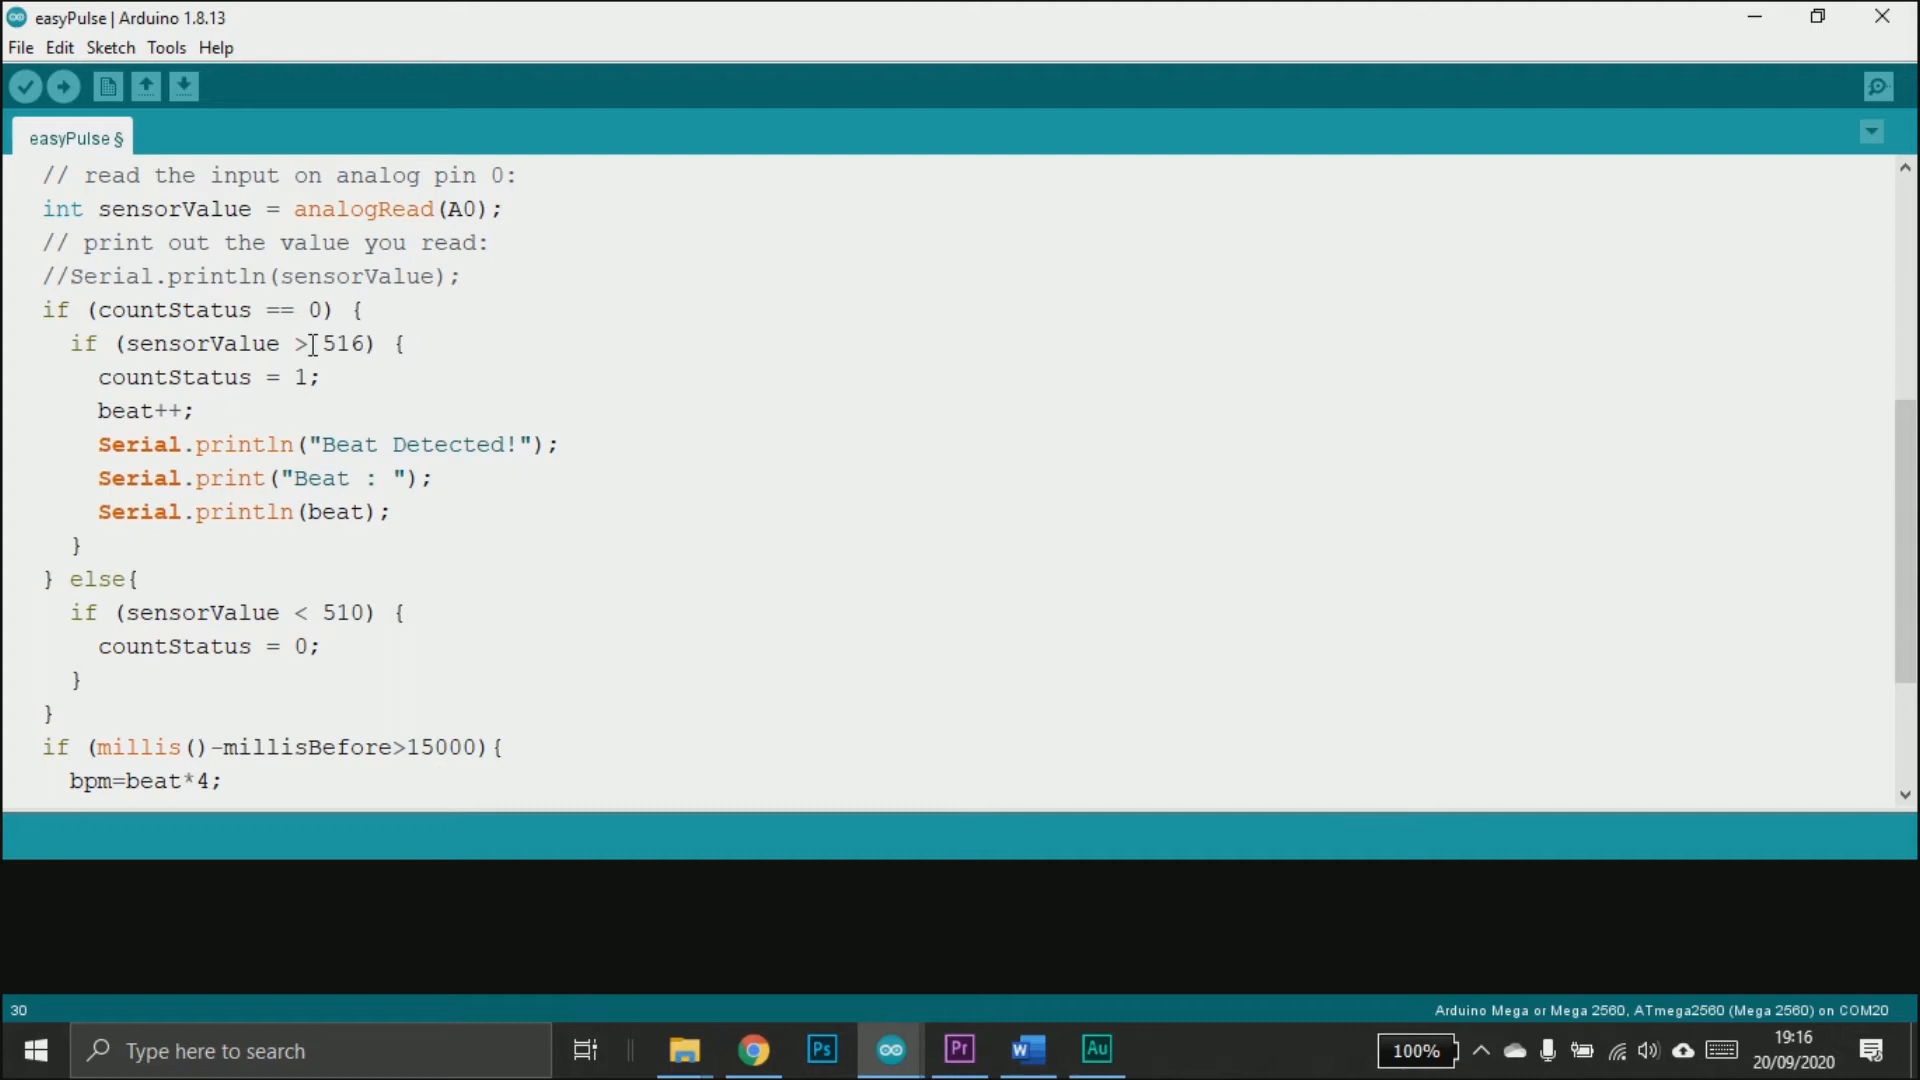 easyPulse | Arduino 1.8.13
File Edit Sketch Tools Help
easyPulse §
// read the input on analog pin 0:
int sensorValue = analogRead(A0);
// print out the value you read:
//Serial.println(sensorValue);
if (countStatus == 0) {
if (sensorValue > 516) {
countStatus = 1;
beat++;
Serial.println("Beat Detected!");
Serial.print("Beat : ");
Serial.println(beat);
}
} else{
if (sensorValue < 510) {
countStatus = 0;
}
}
if (millis()-millisBefore>15000){
bpm=beat*4;
30
Arduino Mega or Mega 2560, ATmega2560 (Mega 2560) on COM20
Type here to search
Ps
Pr
W
Au
100%
19:16
20/09/2020